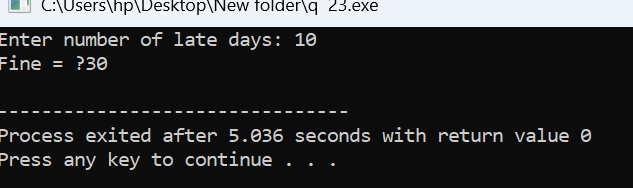 C:\Users\hp\Desktop\New folder\q 23.exe
Enter number of late days: 10
Fine = ?30
--------------------------------
Process exited after 5.036 seconds with return value 0
Press any key to continue . . .